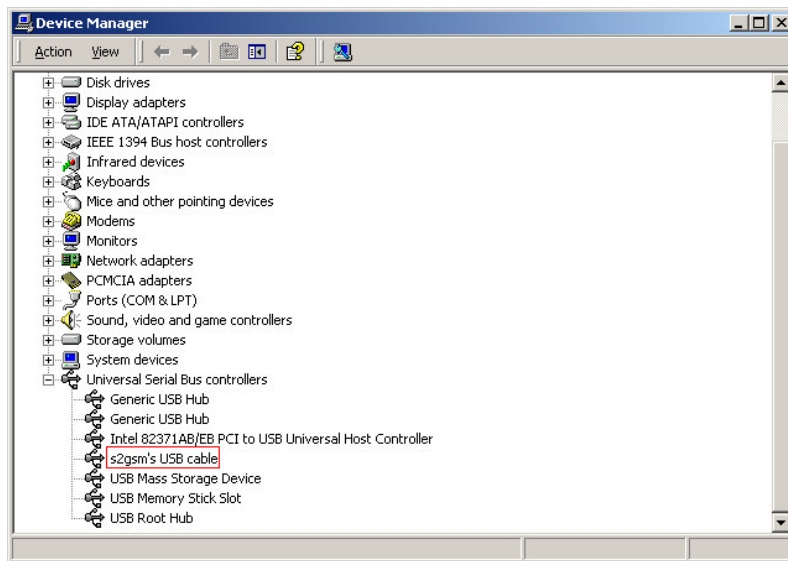 Device Manager
Action View
Disk drives
Display adapters
IDE ATA/ATAPI controllers
IEEE 1394 Bus host controllers
Infrared devices
Keyboards
Mice and other pointing devices
Modems
Monitors
Network adapters
PCMCIA adapters
Ports (COM & LPT)
Sound, video and game controllers
Storage volumes
System devices
Universal Serial Bus controllers
Generic USB Hub
Generic USB Hub
Intel 82371AB/EB PCI to USB Universal Host Controller
s2gsm's USB cable
USB Mass Storage Device
USB Memory Stick Slot
USB Root Hub